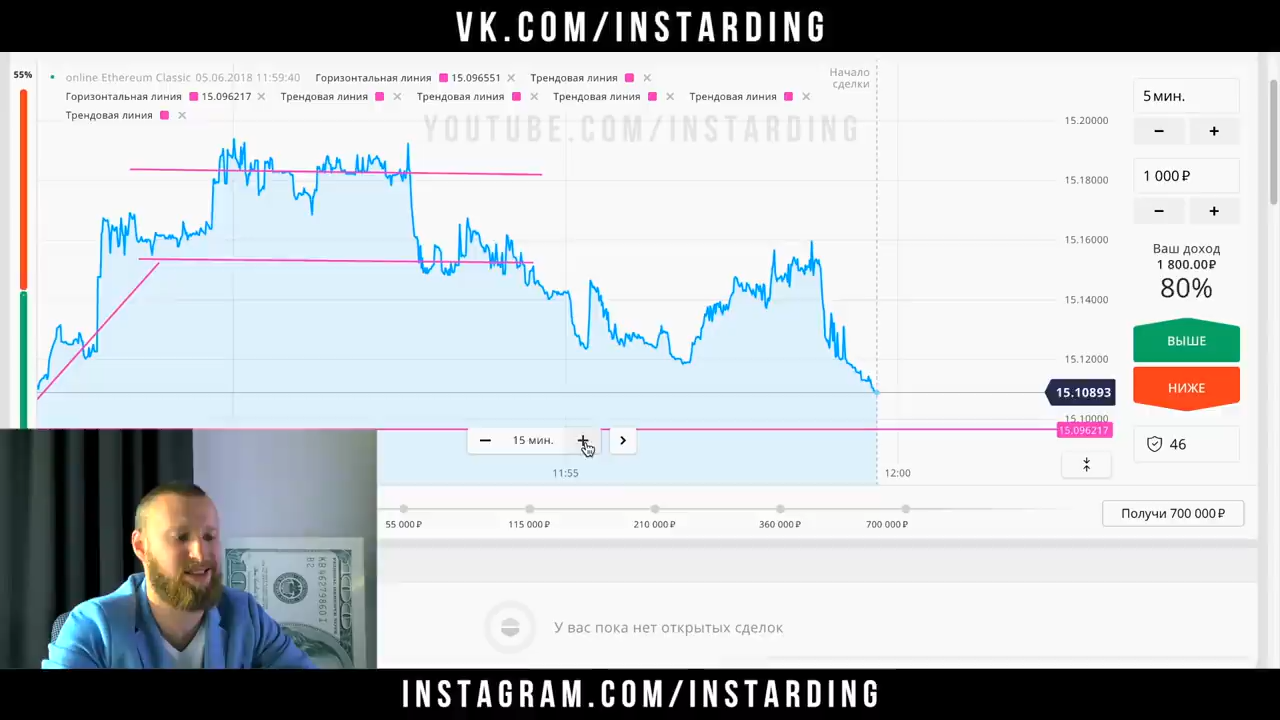 VK.COM/INSTARDING
55%
online Ethereum Classic 05.06.2018 11:59:40 Горизонтальная линия 15.096551 Трендовая линия
Горизонтальная линия 15.096217 Трендовая линия Трендовая линия Трендовая линия Трендовая линия
Трендовая линия
Начало
сделки
YOUTUBE.COM/INSTARDING
15.20000
15.18000
15.16000
15.14000
15.12000
15.10893
15.10000
15.096217
5 мин.
− +
1 000 ₽
− +
Ваш доход
1 800.00₽
80%
ВЫШЕ
НИЖЕ
46
− 15 мин. +
11:55 12:00
55 000 ₽ 115 000 ₽ 210 000 ₽ 360 000 ₽ 700 000 ₽
Получи 700 000 ₽
У вас пока нет открытых сделок
INSTAGRAM.COM/INSTARDING